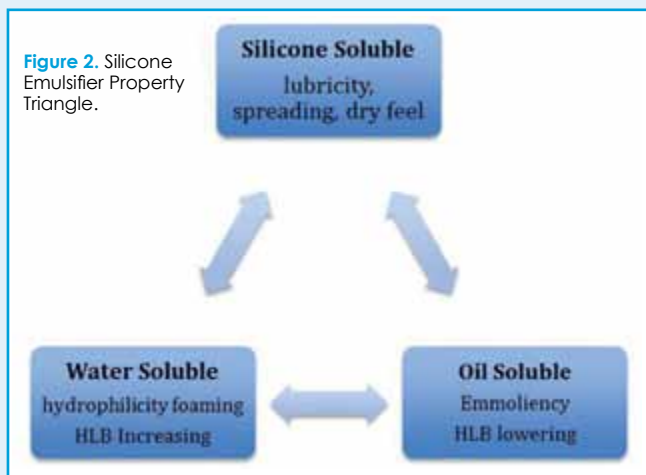 Figure 2. Silicone
Emulsifier Property
Triangle.
Silicone Soluble
lubricity,
spreading, dry feel
Water Soluble
hydrophilicity foaming
HLB Increasing
Oil Soluble
Emmoliency
HLB lowering